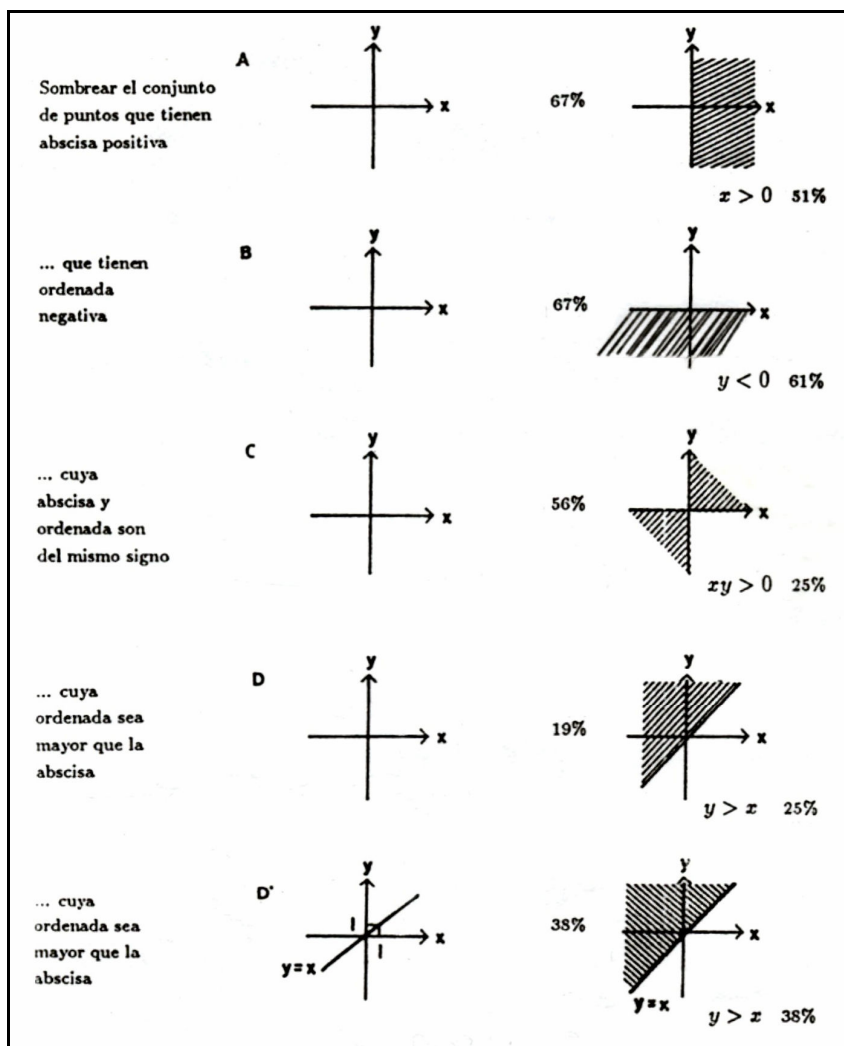 A
y
x
Sombrear el conjunto
de puntos que tienen
abscisa positiva
67%
y
x
x > 0 51%
B
y
x
... que tienen
ordenada
negativa
67%
y
x
y < 0 61%
C
y
x
... cuya
abscisa y
ordenada son
del mismo signo
56%
y
x
xy > 0 25%
D
y
x
... cuya
ordenada sea
mayor que la
abscisa
19%
y
x
y > x 25%
D'
y
x
1
1
y=x
... cuya
ordenada sea
mayor que la
abscisa
38%
y
x
y=x
y > x 38%